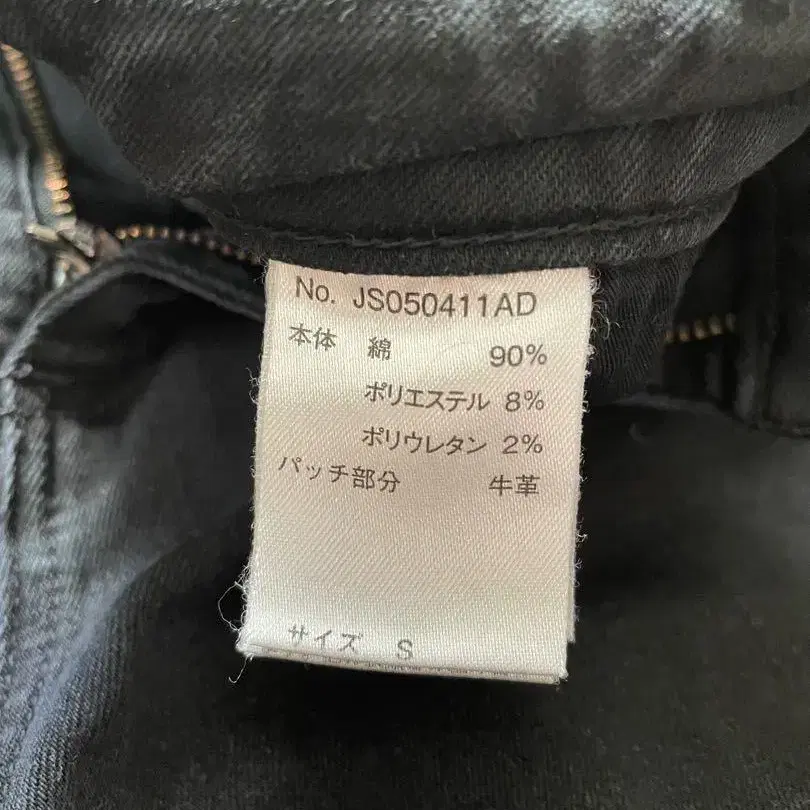 No. JS050411AD
本体 綿 90%
ポリエステル 8%
ポリウレタン 2%
パッチ部分 牛革
サイズ S